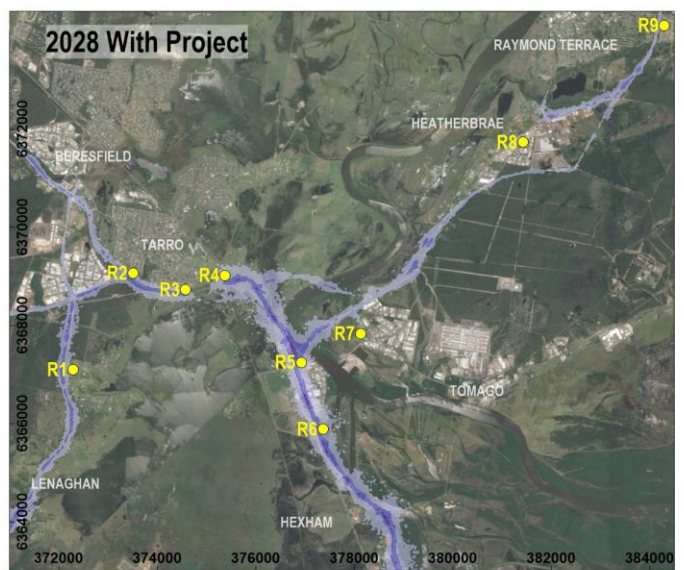 2028 With Project
R9
RAYMOND TERRACE
HEATHERBRAE
R8
BERESFIELD
TARRO
R2
R3
R4
R7
R5
R1
TOMAGO
R6
LENAGHAN
HEXHAM
6372000
6370000
6368000
6366000
6364000
372000 374000 376000 378000 380000 382000 384000